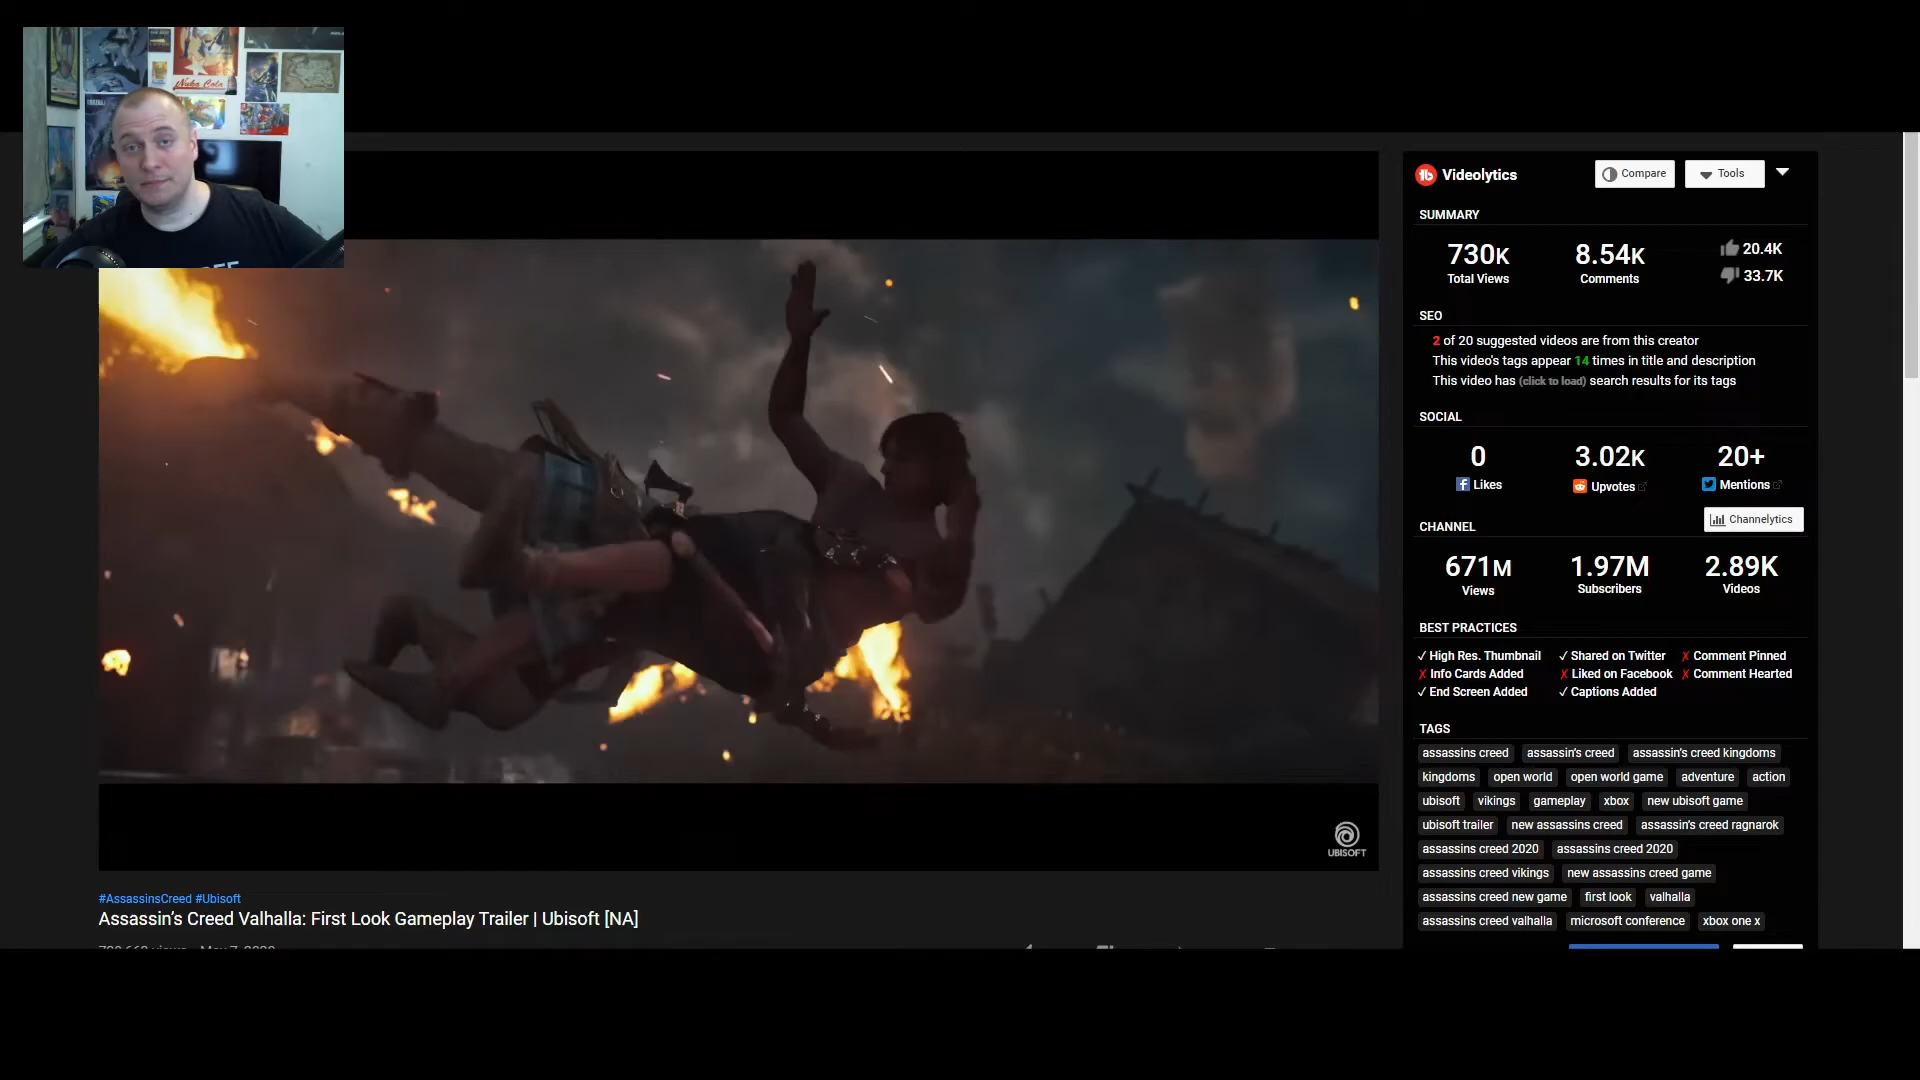 Nuka Cola
Videolytics
Compare
Tools
SUMMARY
730K
Total Views
8.54K
Comments
20.4K
33.7K
SEO
2 of 20 suggested videos are from this creator
This video's tags appear 14 times in title and description
This video has (click to load) search results for its tags
SOCIAL
0
Likes
3.02K
Upvotes
20+
Mentions
CHANNEL
Channelytics
671M
Views
1.97M
Subscribers
2.89K
Videos
BEST PRACTICES
✓ High Res. Thumbnail ✓ Shared on Twitter ✗ Comment Pinned
✗ Info Cards Added ✗ Liked on Facebook ✗ Comment Hearted
✓ End Screen Added ✓ Captions Added
TAGS
assassins creed assassin's creed assassin's creed kingdoms
kingdoms open world open world game adventure action
ubisoft vikings gameplay xbox new ubisoft game
ubisoft trailer new assassins creed assassin's creed ragnarok
assassins creed 2020 assassins creed 2020
assassins creed vikings new assassins creed game
assassins creed new game first look valhalla
assassins creed valhalla microsoft conference xbox one x
UBISOFT
#AssassinsCreed #Ubisoft
Assassin's Creed Valhalla: First Look Gameplay Trailer | Ubisoft [NA]